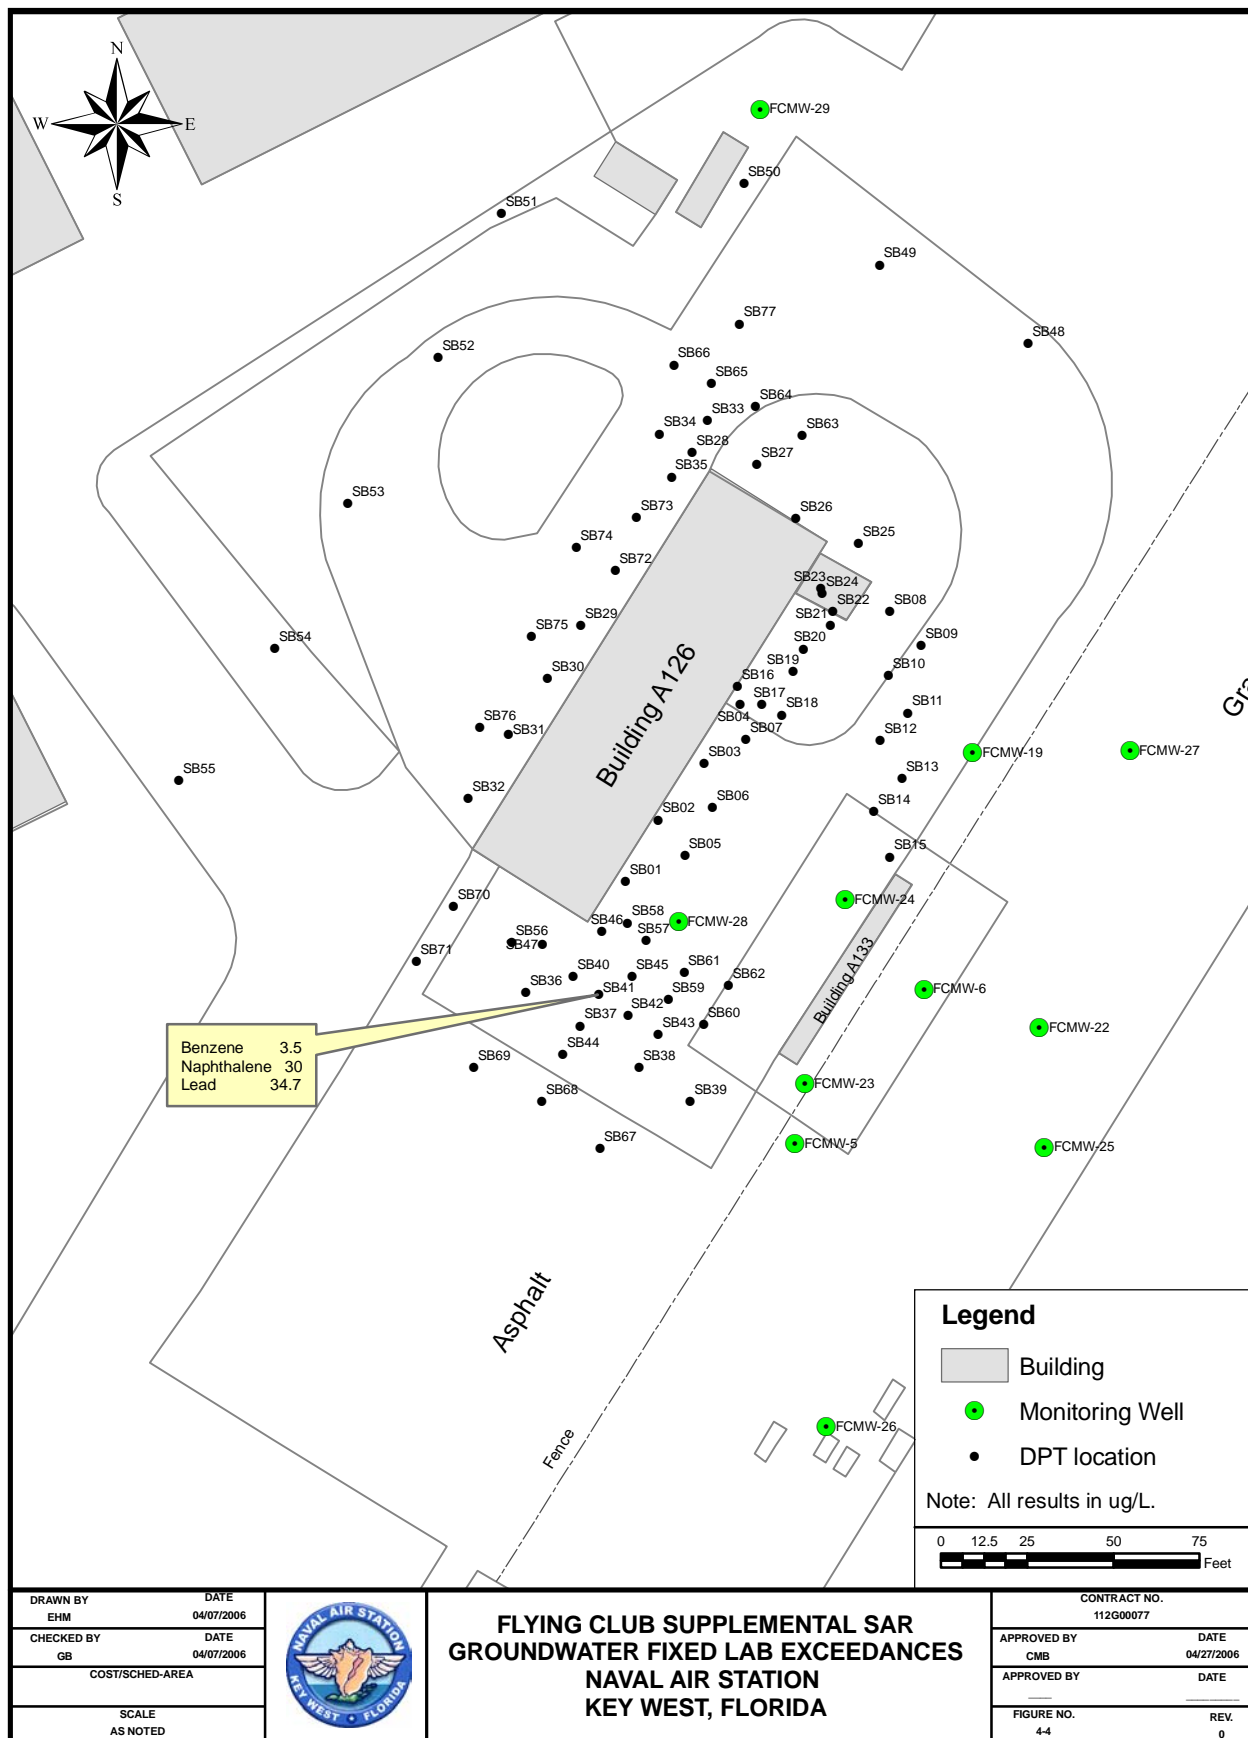 N
W
E
S
FCMW-29
SB50
SB51
SB49
SB77
SB48
SB52
SB66
SB65
SB64
SB33
SB34
SB63
SB28
SB27
SB35
SB53
SB73
SB26
SB74
SB25
SB72
SB23
SB24
SB22
SB08
SB29
SB21
SB75
SB20
SB09
SB54
SB19
SB10
SB30
SB16
SB17
SB18
SB11
SB04
SB76
SB31
SB07
SB12
Gra
FCMW-19
FCMW-27
Building A126
SB03
SB55
SB13
SB32
SB06
SB14
SB02
SB05
SB15
SB01
FCMW-24
SB70
SB58
FCMW-28
SB46
SB57
SB56
SB47
SB71
SB61
SB40
SB45
SB62
SB36
SB41
SB59
FCMW-6
Building A133
SB42
SB37
SB43
SB60
FCMW-22
Benzene 3.5
Naphthalene 30
Lead 34.7
SB44
SB69
SB38
FCMW-23
SB68
SB39
SB67
FCMW-5
FCMW-25
Asphalt
Fence
FCMW-26
Legend
Building
Monitoring Well
DPT location
Note: All results in ug/L.
0 12.5 25 50 75
Feet
DRAWN BY DATE
EHM 04/07/2006
CHECKED BY DATE
GB 04/07/2006
COST/SCHED-AREA
SCALE
AS NOTED
NAVAL AIR STATION
KEY WEST FLORIDA
FLYING CLUB SUPPLEMENTAL SAR
GROUNDWATER FIXED LAB EXCEEDANCES
NAVAL AIR STATION
KEY WEST, FLORIDA
CONTRACT NO.
112G00077
APPROVED BY DATE
CMB 04/27/2006
APPROVED BY DATE
FIGURE NO. REV.
4-4 0